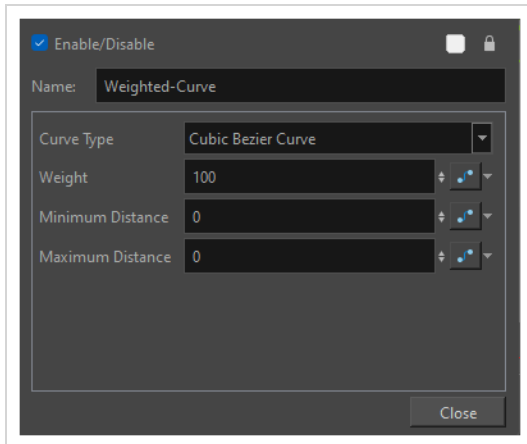 Enable/Disable
Name: Weighted-Curve
Curve Type Cubic Bezier Curve
Weight 100
Minimum Distance 0
Maximum Distance 0
Close